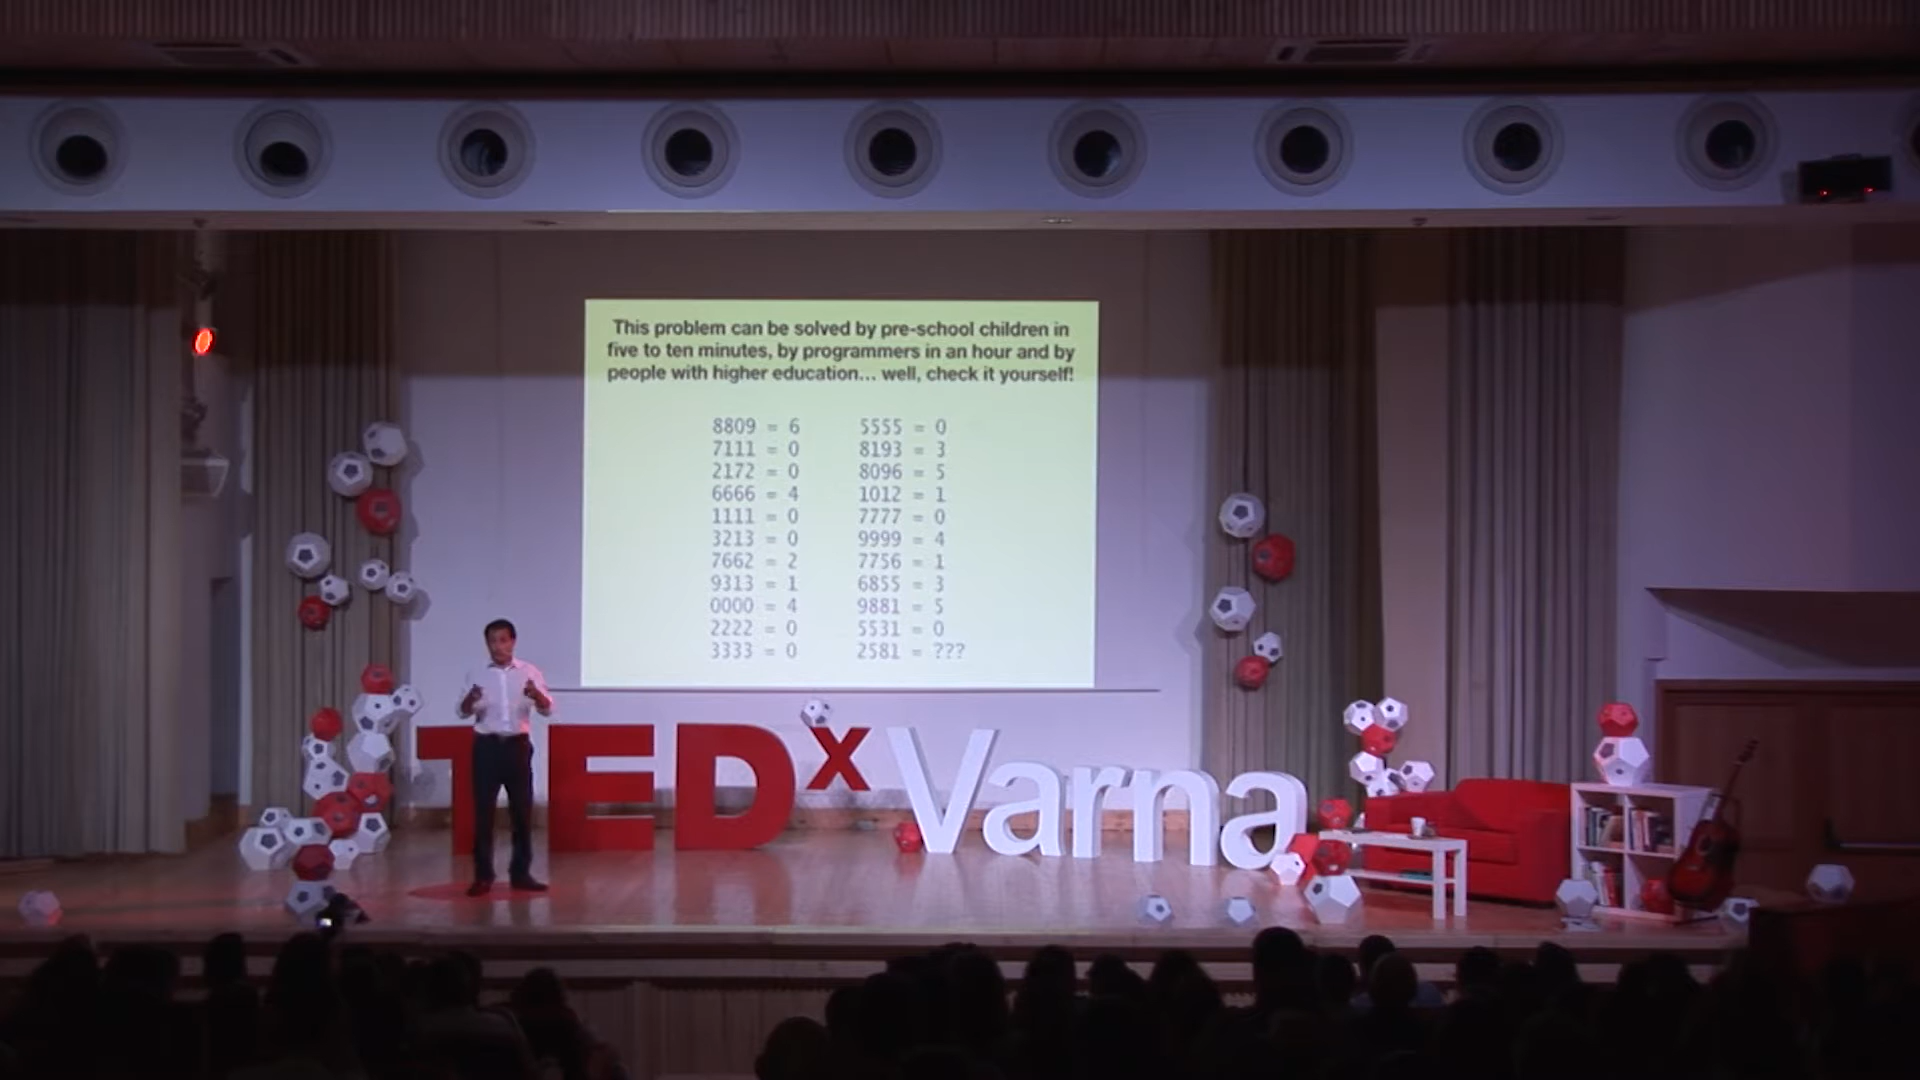 This problem can be solved by pre-school children in
five to ten minutes, by programmers in an hour and by
people with higher education... well, check it yourself!
8809 = 6
7111 = 0
2172 = 0
6666 = 4
1111 = 0
3213 = 0
7662 = 2
9313 = 1
0000 = 4
2222 = 0
3333 = 0
5555 = 0
8193 = 3
8096 = 5
1012 = 1
7777 = 0
9999 = 4
7756 = 1
6855 = 3
9881 = 5
5531 = 0
2581 = ???
TEDx Varna